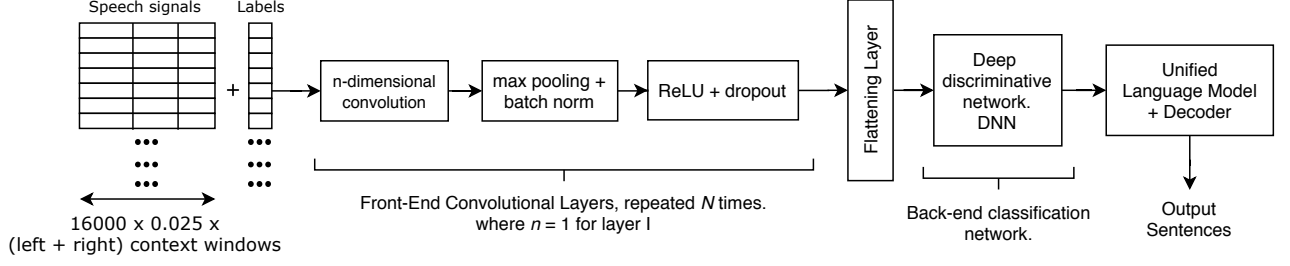 Speech signals
Labels
+
•••
•••
•••
•••
•••
•••
16000 x 0.025 x
(left + right) context windows
n-dimensional
convolution
max pooling +
batch norm
ReLU + dropout
Front-End Convolutional Layers, repeated N times.
where n = 1 for layer I
Flattening Layer
Deep
discriminative
network.
DNN
Back-end classification
network.
Unified
Language Model
+ Decoder
Output
Sentences